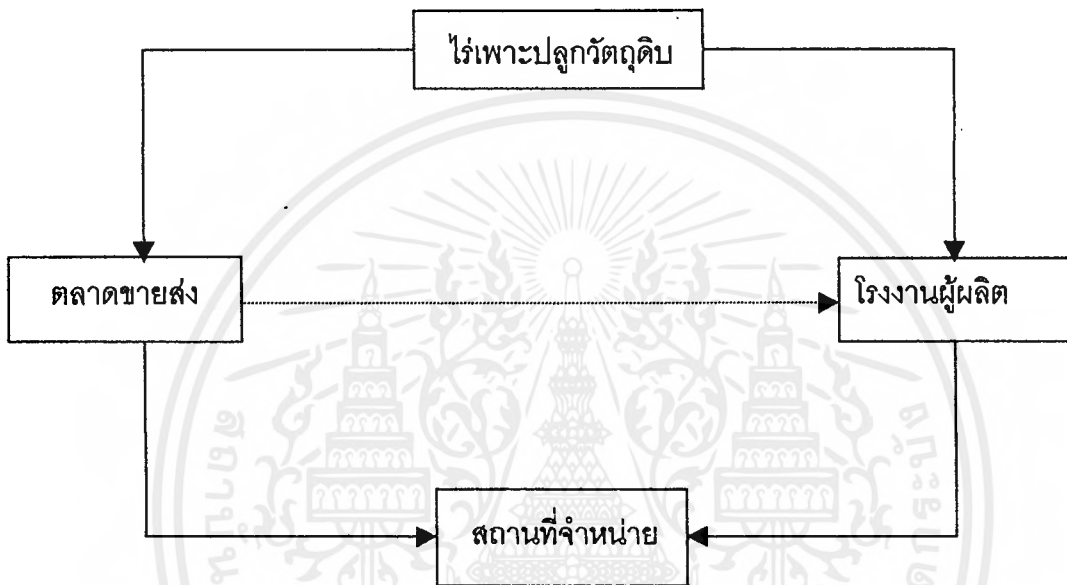 ไร่เพาะปลูกวัตถุดิบ
ตลาดขายส่ง
โรงงานผู้ผลิต
สถานที่จำหน่าย